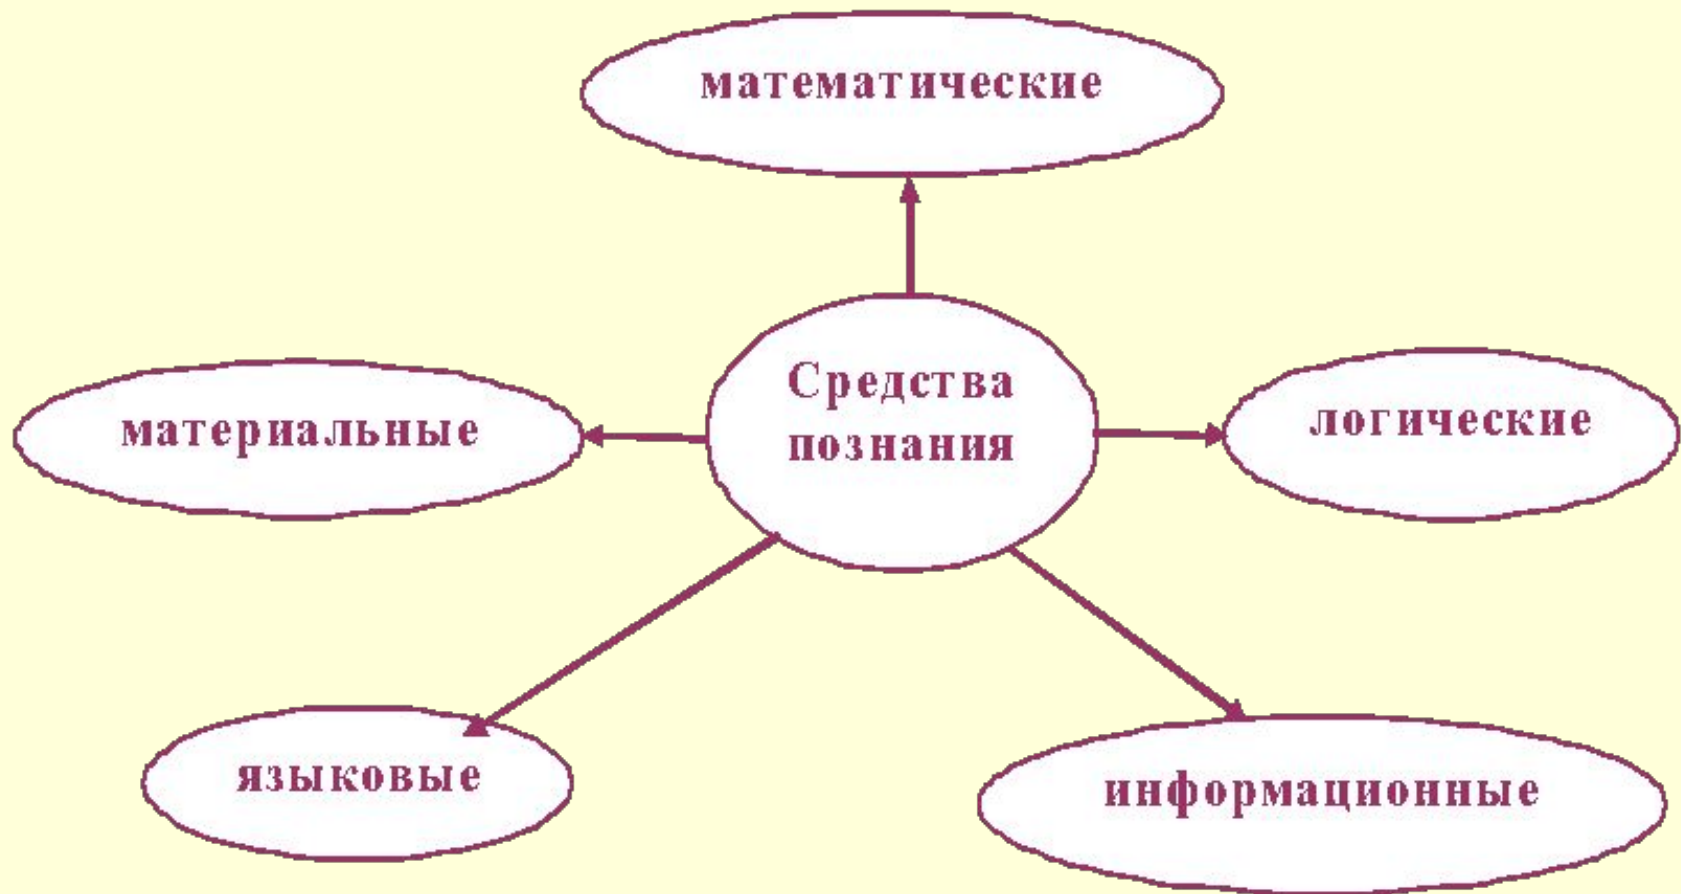 математические
Средства
познания
материальные
логические
языковые
информационные